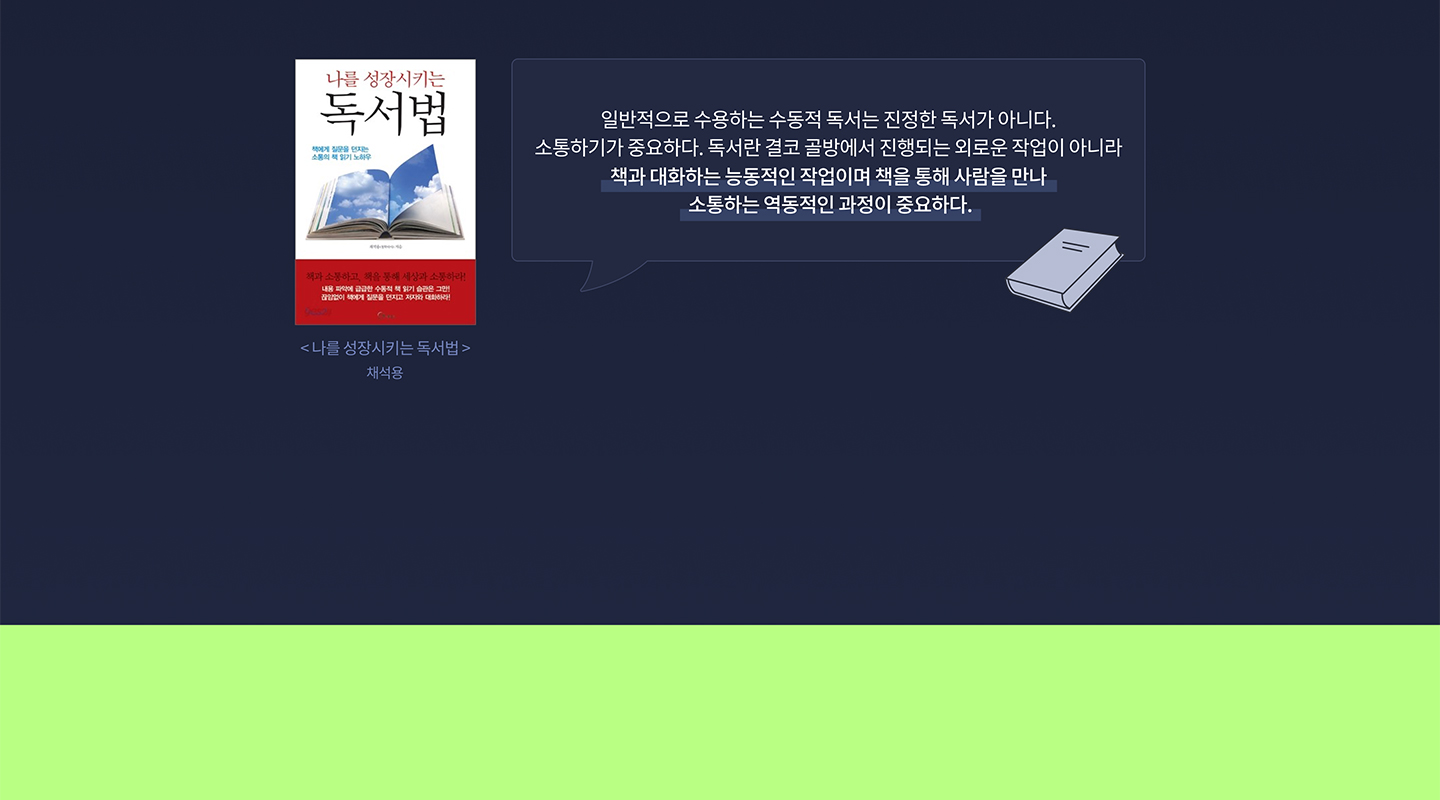 나를 성장시키는
독서법
책에게 질문을 던지는
소통의 책 읽기 노하우
책과 소통하고, 책을 통해 세상과 소통하라!
내용 파악에 급급한 수동적 책 읽기 습관은 그만!
끊임없이 책에게 질문을 던지고 저자와 대화하라!
< 나를 성장시키는 독서법 >
채석용
일반적으로 수용하는 수동적 독서는 진정한 독서가 아니다.
소통하기가 중요하다. 독서란 결코 골방에서 진행되는 외로운 작업이 아니라
책과 대화하는 능동적인 작업이며 책을 통해 사람을 만나
소통하는 역동적인 과정이 중요하다.